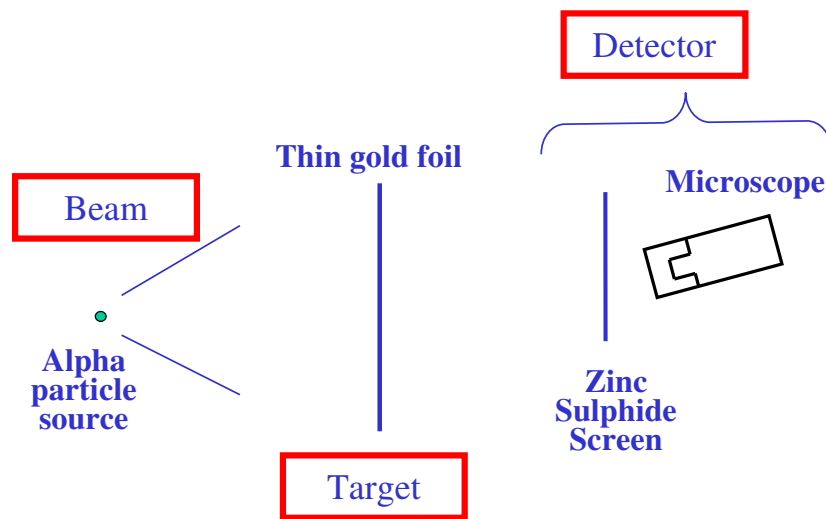 Detector
Thin gold foil
Microscope
Beam
Alpha
particle
source
Zinc
Sulphide
Screen
Target